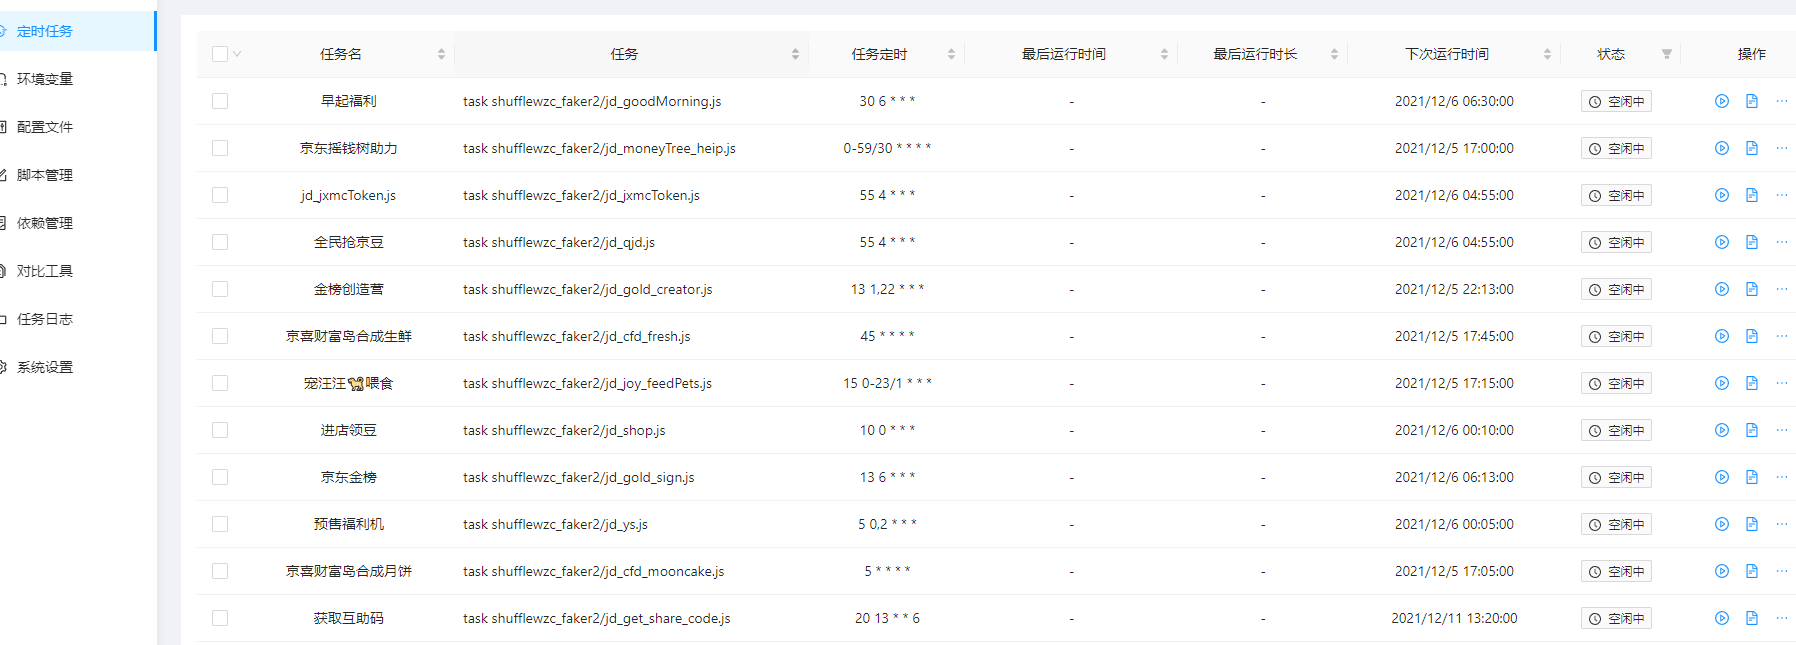 定时任务
环境变量
配置文件
脚本管理
依赖管理
对比工具
任务日志
系统设置
任务名 任务 任务定时 最后运行时间 最后运行时长 下次运行时间 状态 操作
早起福利 task shufflewzc_faker2/jd_goodMorning.js 30 6 * * * - - 2021/12/6 06:30:00 空闲中
京东摇钱树助力 task shufflewzc_faker2/jd_moneyTree_heip.js 0-59/30 * * * * - - 2021/12/5 17:00:00 空闲中
jd_jxmcToken.js task shufflewzc_faker2/jd_jxmcToken.js 55 4 * * * - - 2021/12/6 04:55:00 空闲中
全民抢京豆 task shufflewzc_faker2/jd_qjd.js 55 4 * * * - - 2021/12/6 04:55:00 空闲中
金榜创造营 task shufflewzc_faker2/jd_gold_creator.js 13 1,22 * * * - - 2021/12/5 22:13:00 空闲中
京喜财富岛合成生鲜 task shufflewzc_faker2/jd_cfd_fresh.js 45 * * * * - - 2021/12/5 17:45:00 空闲中
宠汪汪🐕喂食 task shufflewzc_faker2/jd_joy_feedPets.js 15 0-23/1 * * * - - 2021/12/5 17:15:00 空闲中
进店领豆 task shufflewzc_faker2/jd_shop.js 10 0 * * * - - 2021/12/6 00:10:00 空闲中
京东金榜 task shufflewzc_faker2/jd_gold_sign.js 13 6 * * * - - 2021/12/6 06:13:00 空闲中
预售福利机 task shufflewzc_faker2/jd_ys.js 5 0,2 * * * - - 2021/12/6 00:05:00 空闲中
京喜财富岛合成月饼 task shufflewzc_faker2/jd_cfd_mooncake.js 5 * * * * - - 2021/12/5 17:05:00 空闲中
获取互助码 task shufflewzc_faker2/jd_get_share_code.js 20 13 * * 6 - - 2021/12/11 13:20:00 空闲中